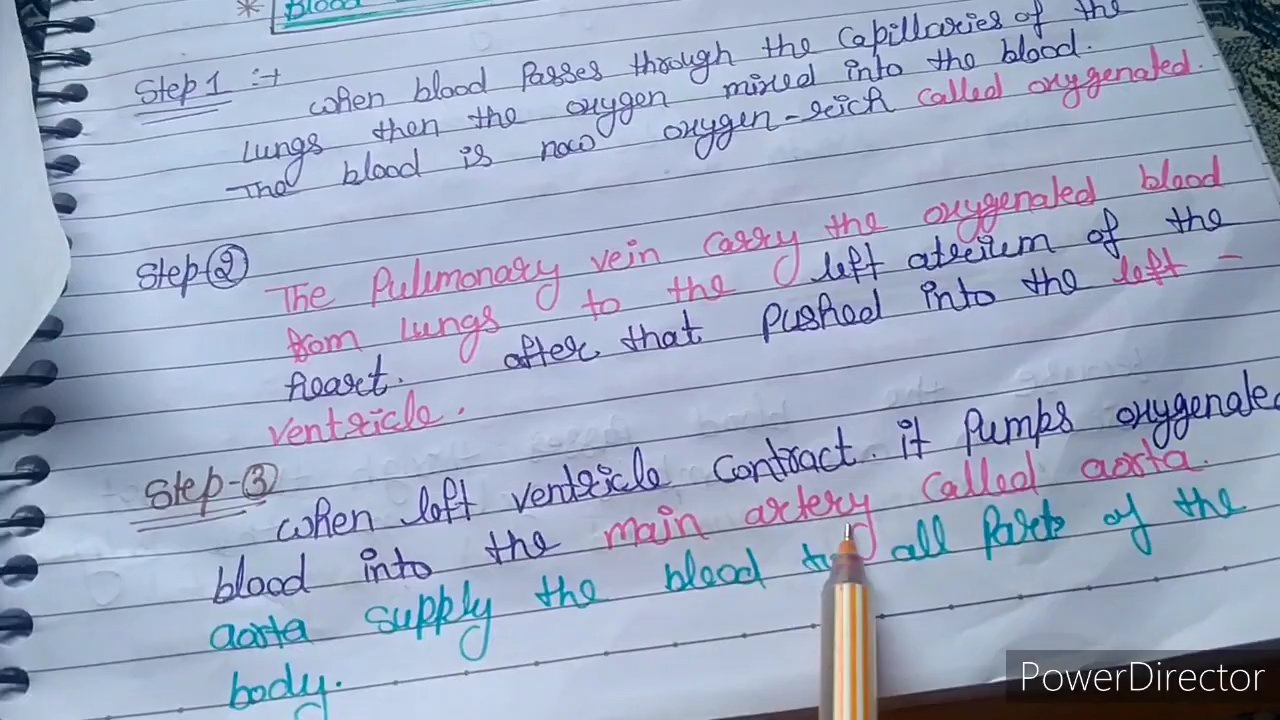 * Blood
Step 1 :→ when blood passes through the capillaries of the
lungs then the oxygen mixed into the blood.
The blood is now oxygen-rich called oxygenated.
Step② The Pulmonary vein carry the oxygenated blood
from lungs to the left atrium of the
heart. after that pushed into the left -
ventricle.
Step-③ when left ventricle contract. it pumps oxygenated
blood into the main artery called aorta.
aorta supply the blood to all parts of the
body.
PowerDirector